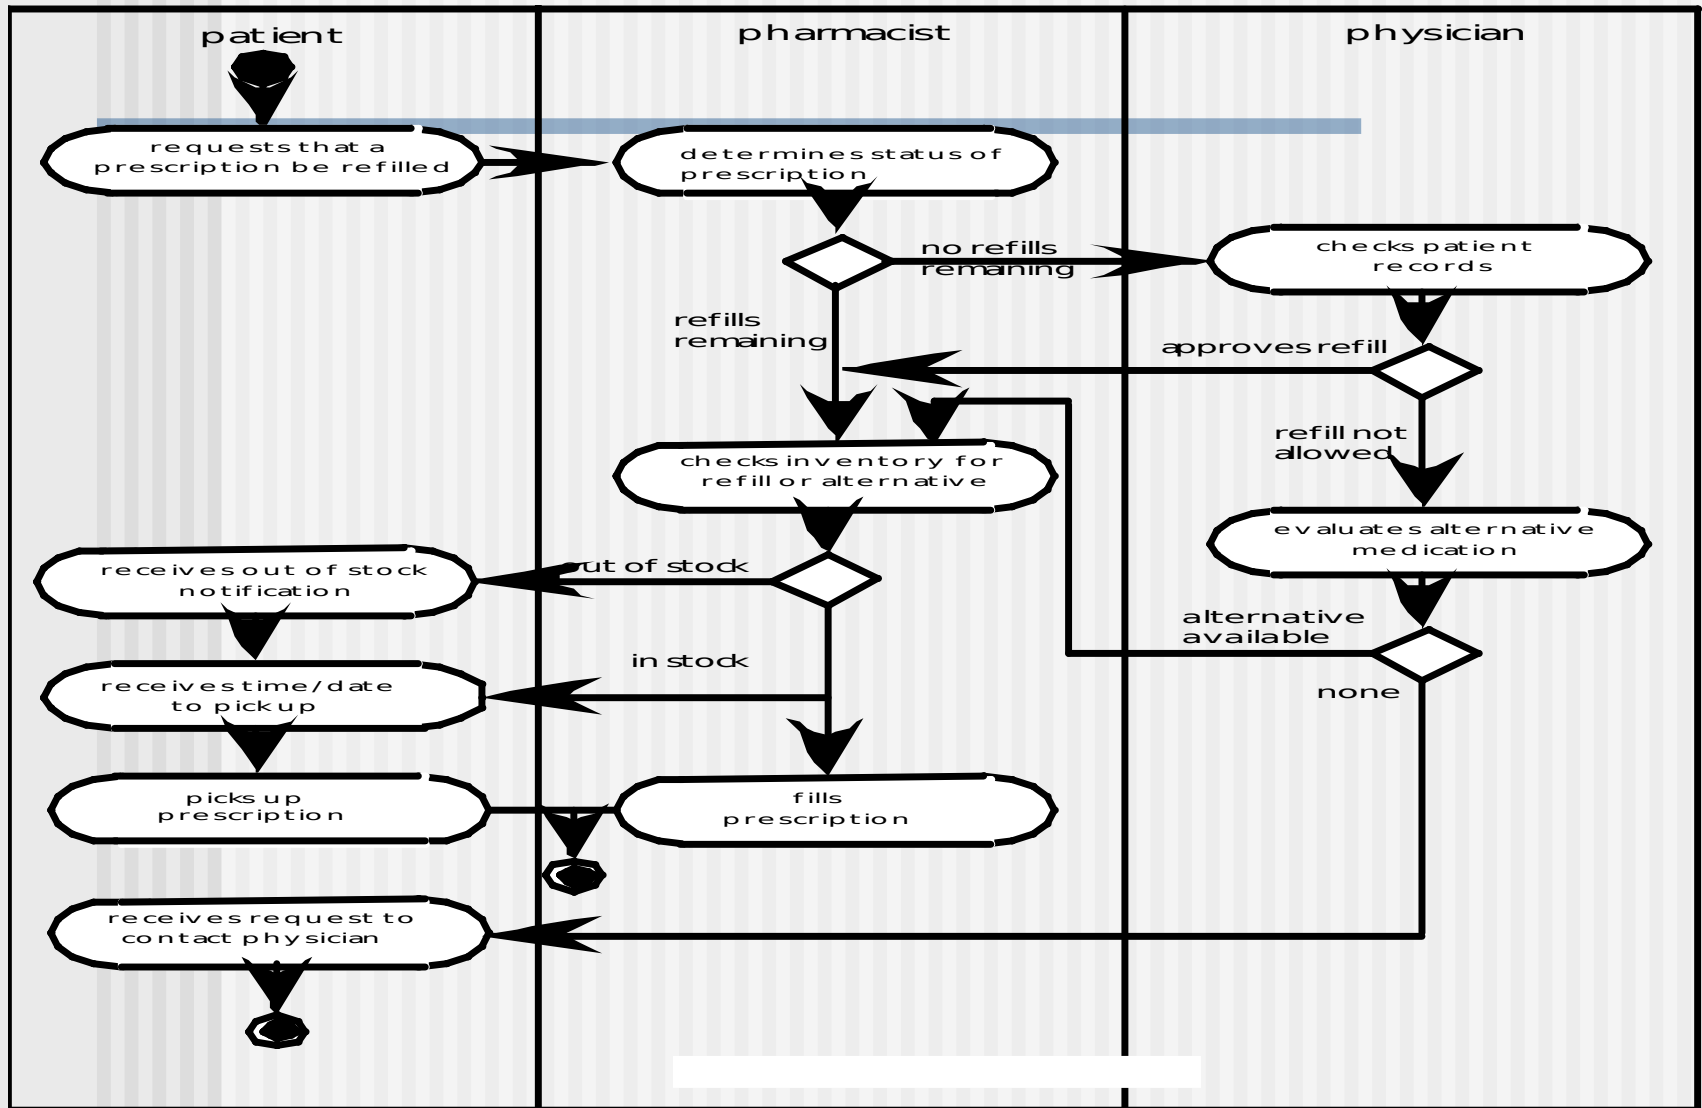 patient
pharmacist
physician
requests that a
prescription be refilled
determines status of
prescription
no refills
remaining
checks patient
records
refills
remaining
approves refill
refill not
allowed
checks inventory for
refill or alternative
evaluates alternative
medication
out of stock
receives out of stock
notification
alternative
available
in stock
none
receives time/date
to pick up
picks up
prescription
fills
prescription
receives request to
contact physician